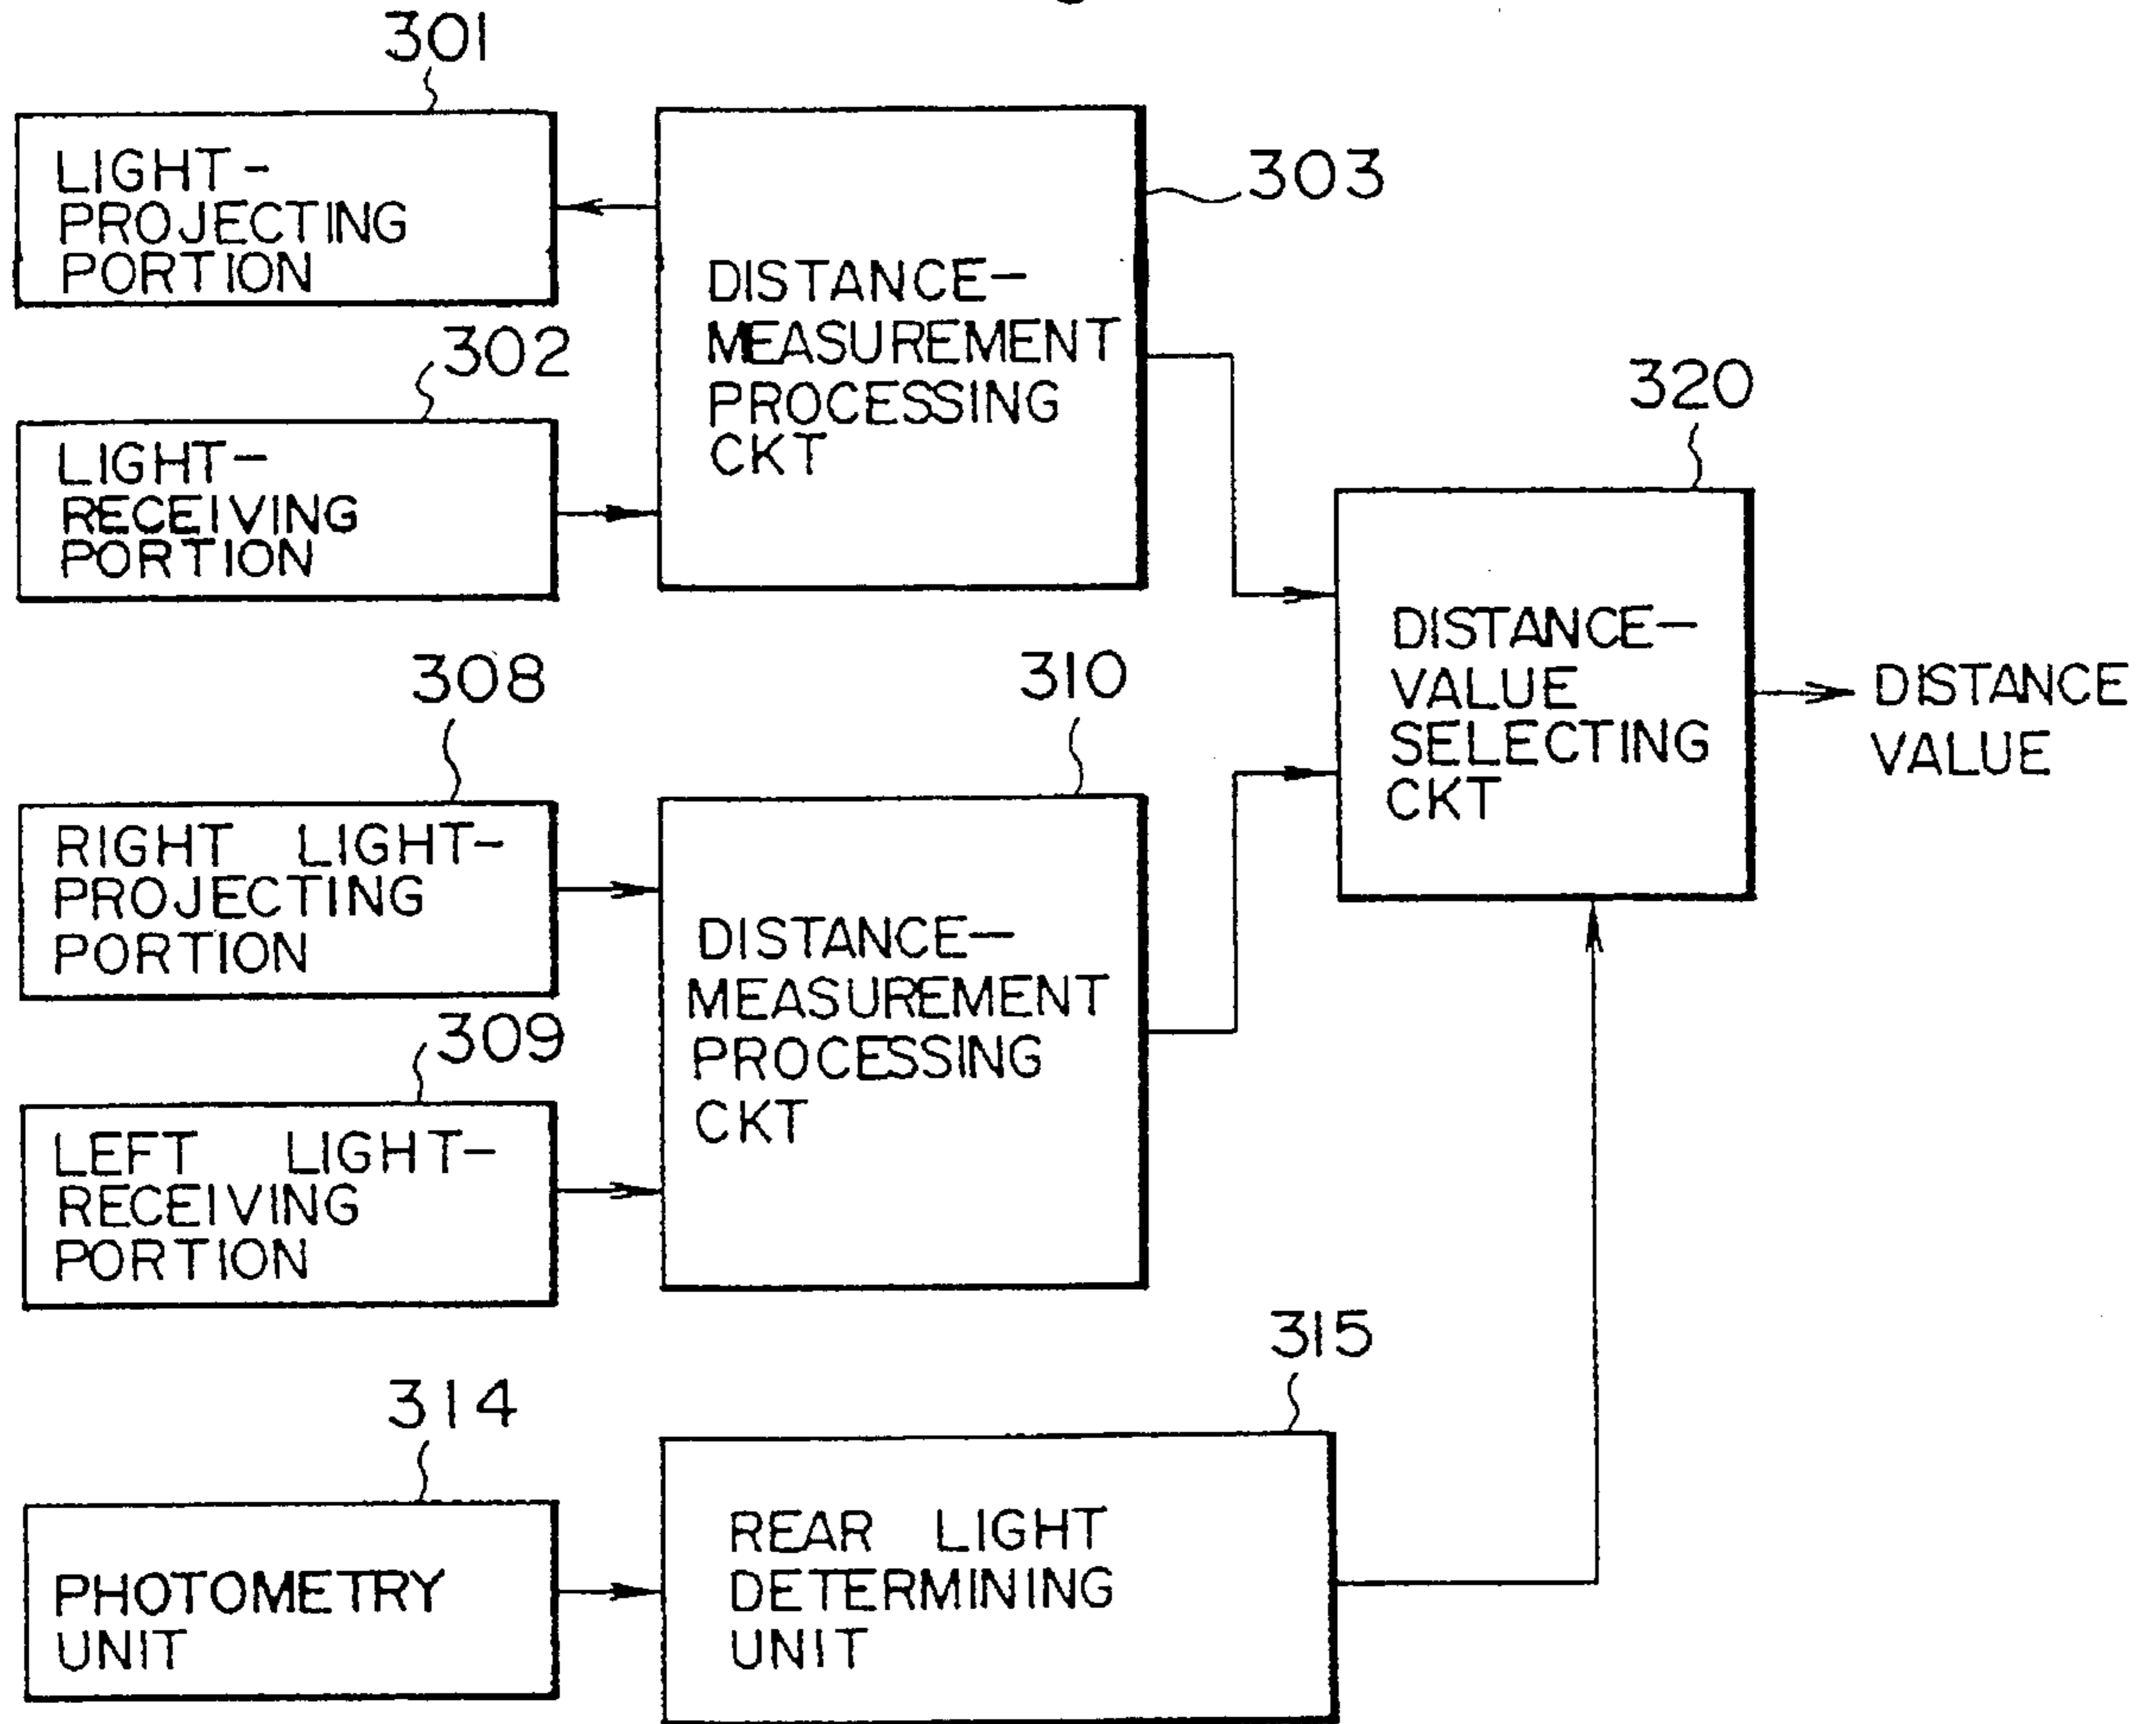 301
LIGHT-
PROJECTING
PORTION
302
LIGHT-
RECEIVING
PORTION
303
DISTANCE-
MEASUREMENT
PROCESSING
CKT
308
RIGHT LIGHT-
PROJECTING
PORTION
309
LEFT LIGHT-
RECEIVING
PORTION
310
DISTANCE-
MEASUREMENT
PROCESSING
CKT
320
DISTANCE-
VALUE
SELECTING
CKT
DISTANCE
VALUE
314
PHOTOMETRY
UNIT
315
REAR LIGHT
DETERMINING
UNIT